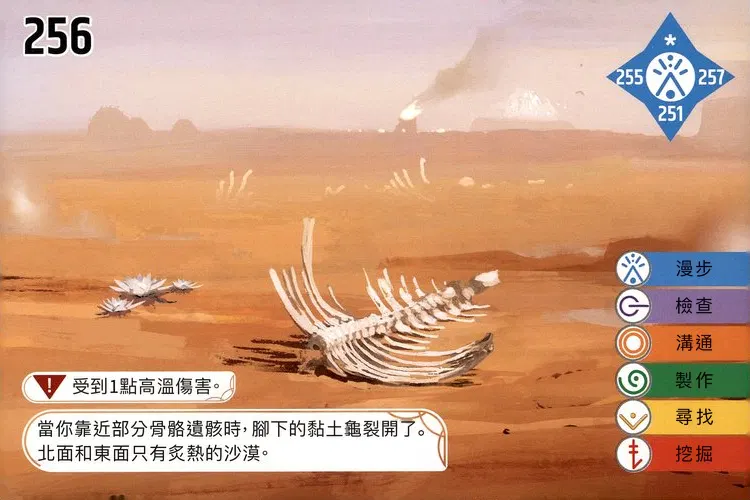 256
*
255
257
251
漫步
檢查
溝通
製作
尋找
挖掘
! 受到1點高溫傷害。
當你靠近部分骨骼遺骸時,腳下的黏土龜裂開了。
北面和東面只有炙熱的沙漠。